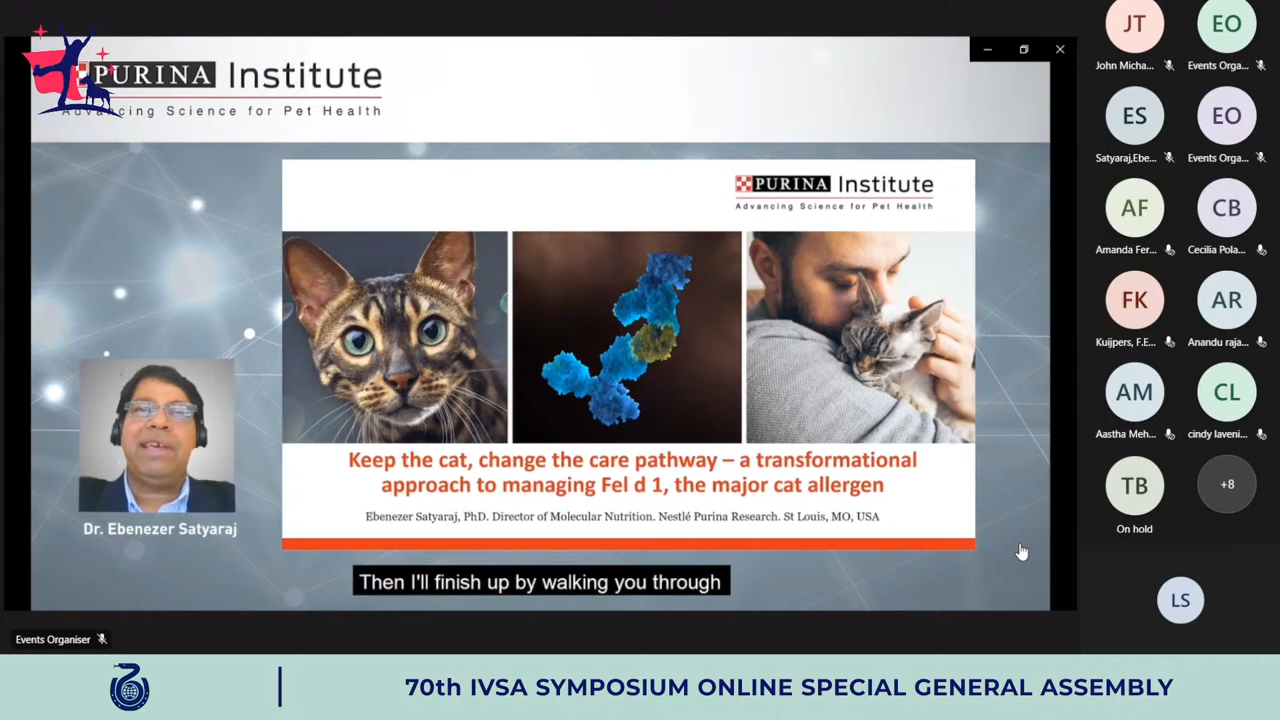 PURINA Institute
Advancing Science for Pet Health
PURINA Institute
Advancing Science for Pet Health
Keep the cat, change the care pathway – a transformational
approach to managing Fel d 1, the major cat allergen
Ebenezer Satyaraj, PhD. Director of Molecular Nutrition. Nestlé Purina Research. St Louis, MO, USA
Dr. Ebenezer Satyaraj
Then I'll finish up by walking you through
JT
John Micha...
EO
Events Orga...
ES
Satyaraj,Ebe...
EO
Events Orga...
AF
Amanda Fer...
CB
Cecilia Pola...
FK
Kuijpers, F.E...
AR
Anandu raja...
AM
Aastha Meh...
CL
cindy laveni...
TB
On hold
+8
LS
Events Organiser
70th IVSA SYMPOSIUM ONLINE SPECIAL GENERAL ASSEMBLY